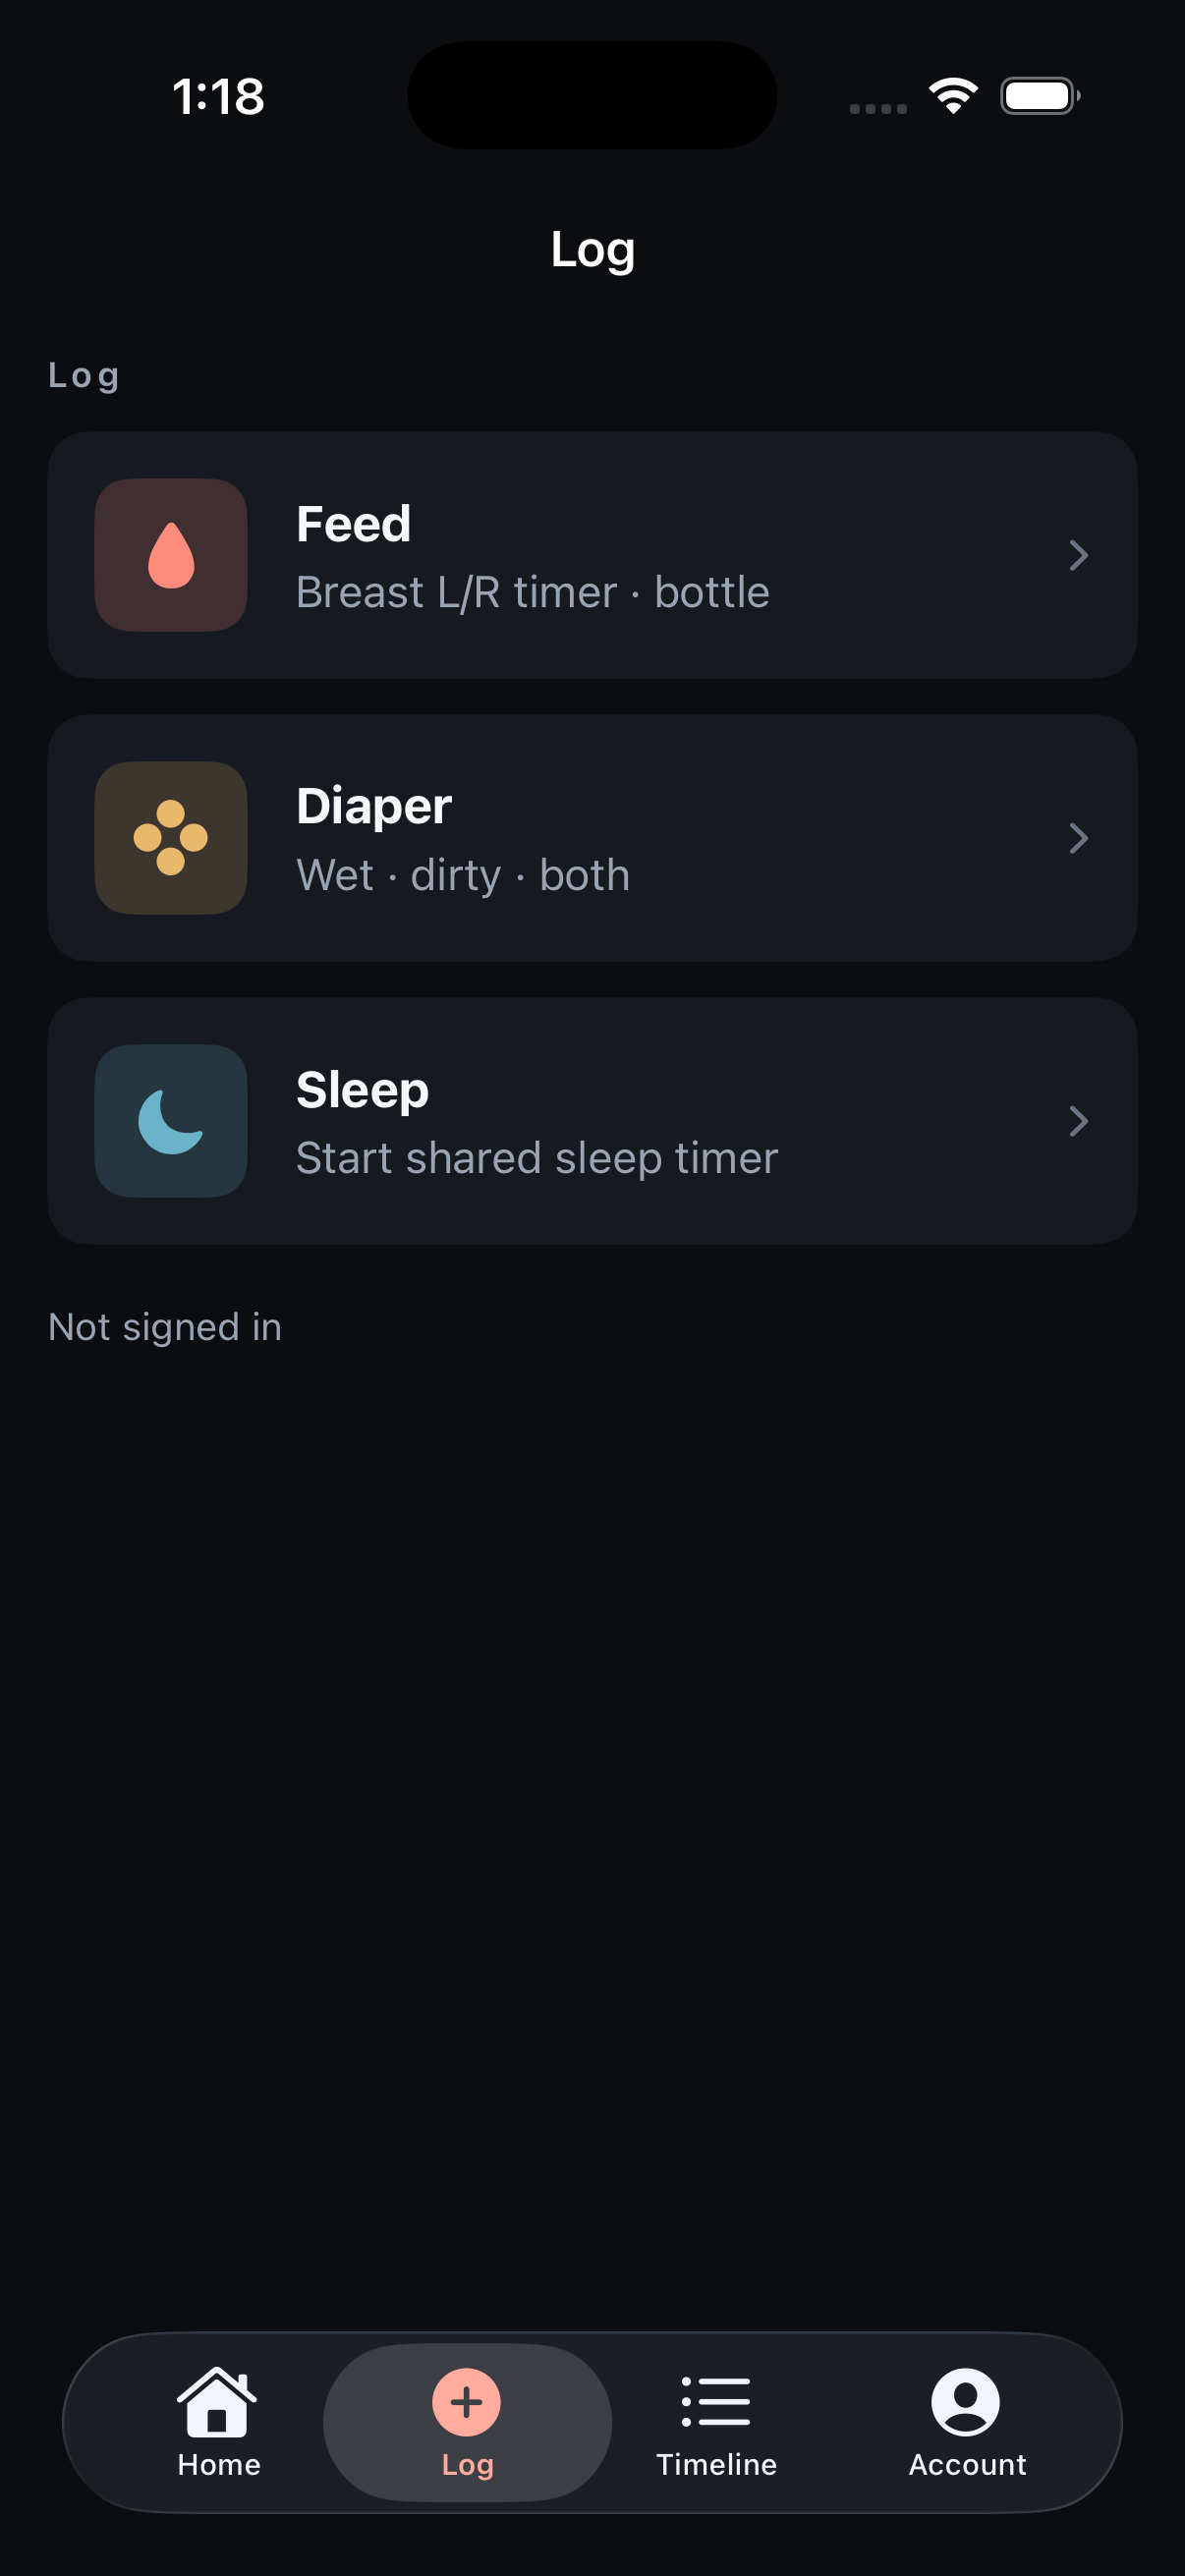 1:18
Log
Log
Feed
Breast L/R timer · bottle
Diaper
Wet · dirty · both
Sleep
Start shared sleep timer
Not signed in
Home
Log
Timeline
Account